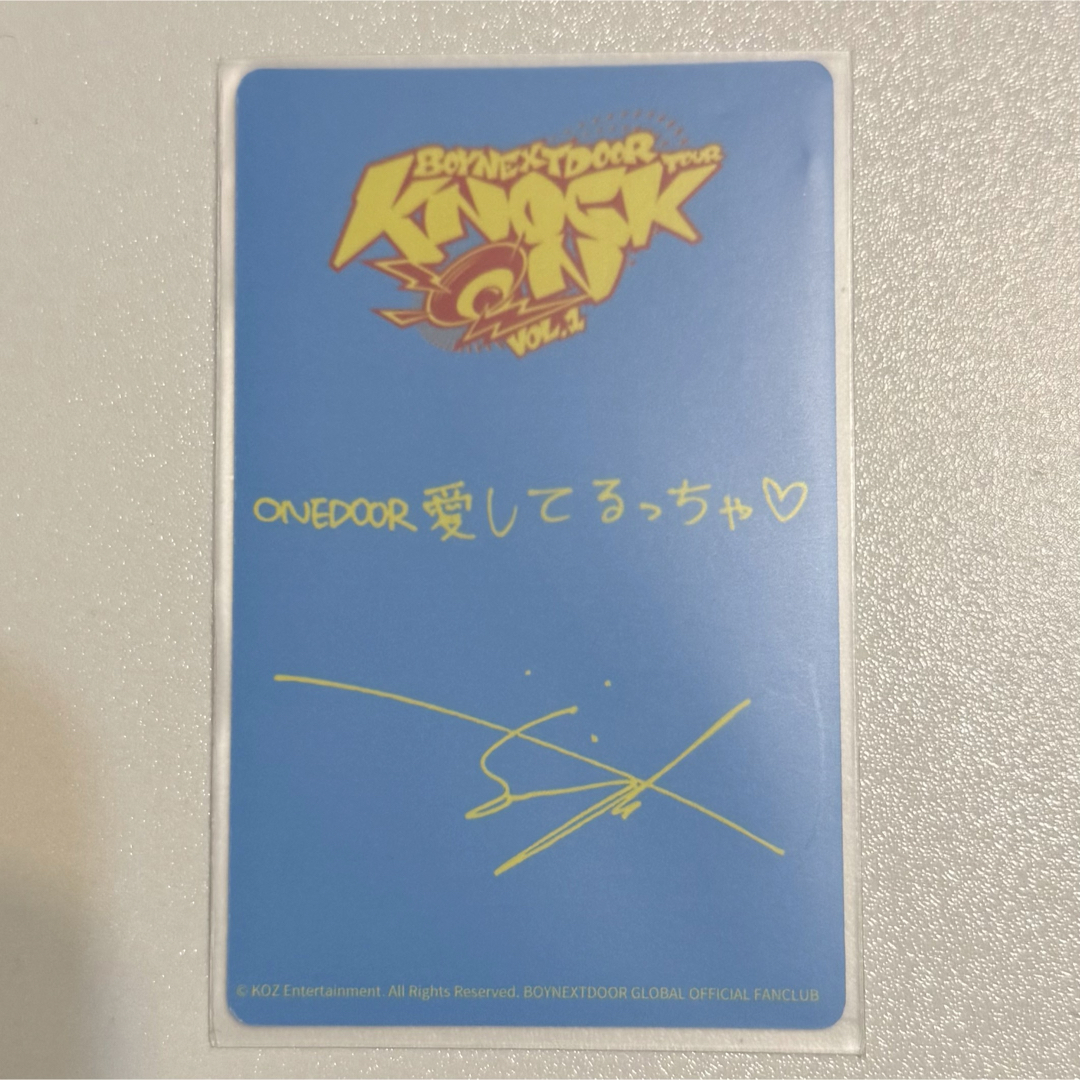 BOYNEXTDOOR TOUR
KNOCK
ON
VOL.1
ONEDOOR 愛してるっちゃ♡
© KOZ Entertainment. All Rights Reserved. BOYNEXTDOOR GLOBAL OFFICIAL FANCLUB